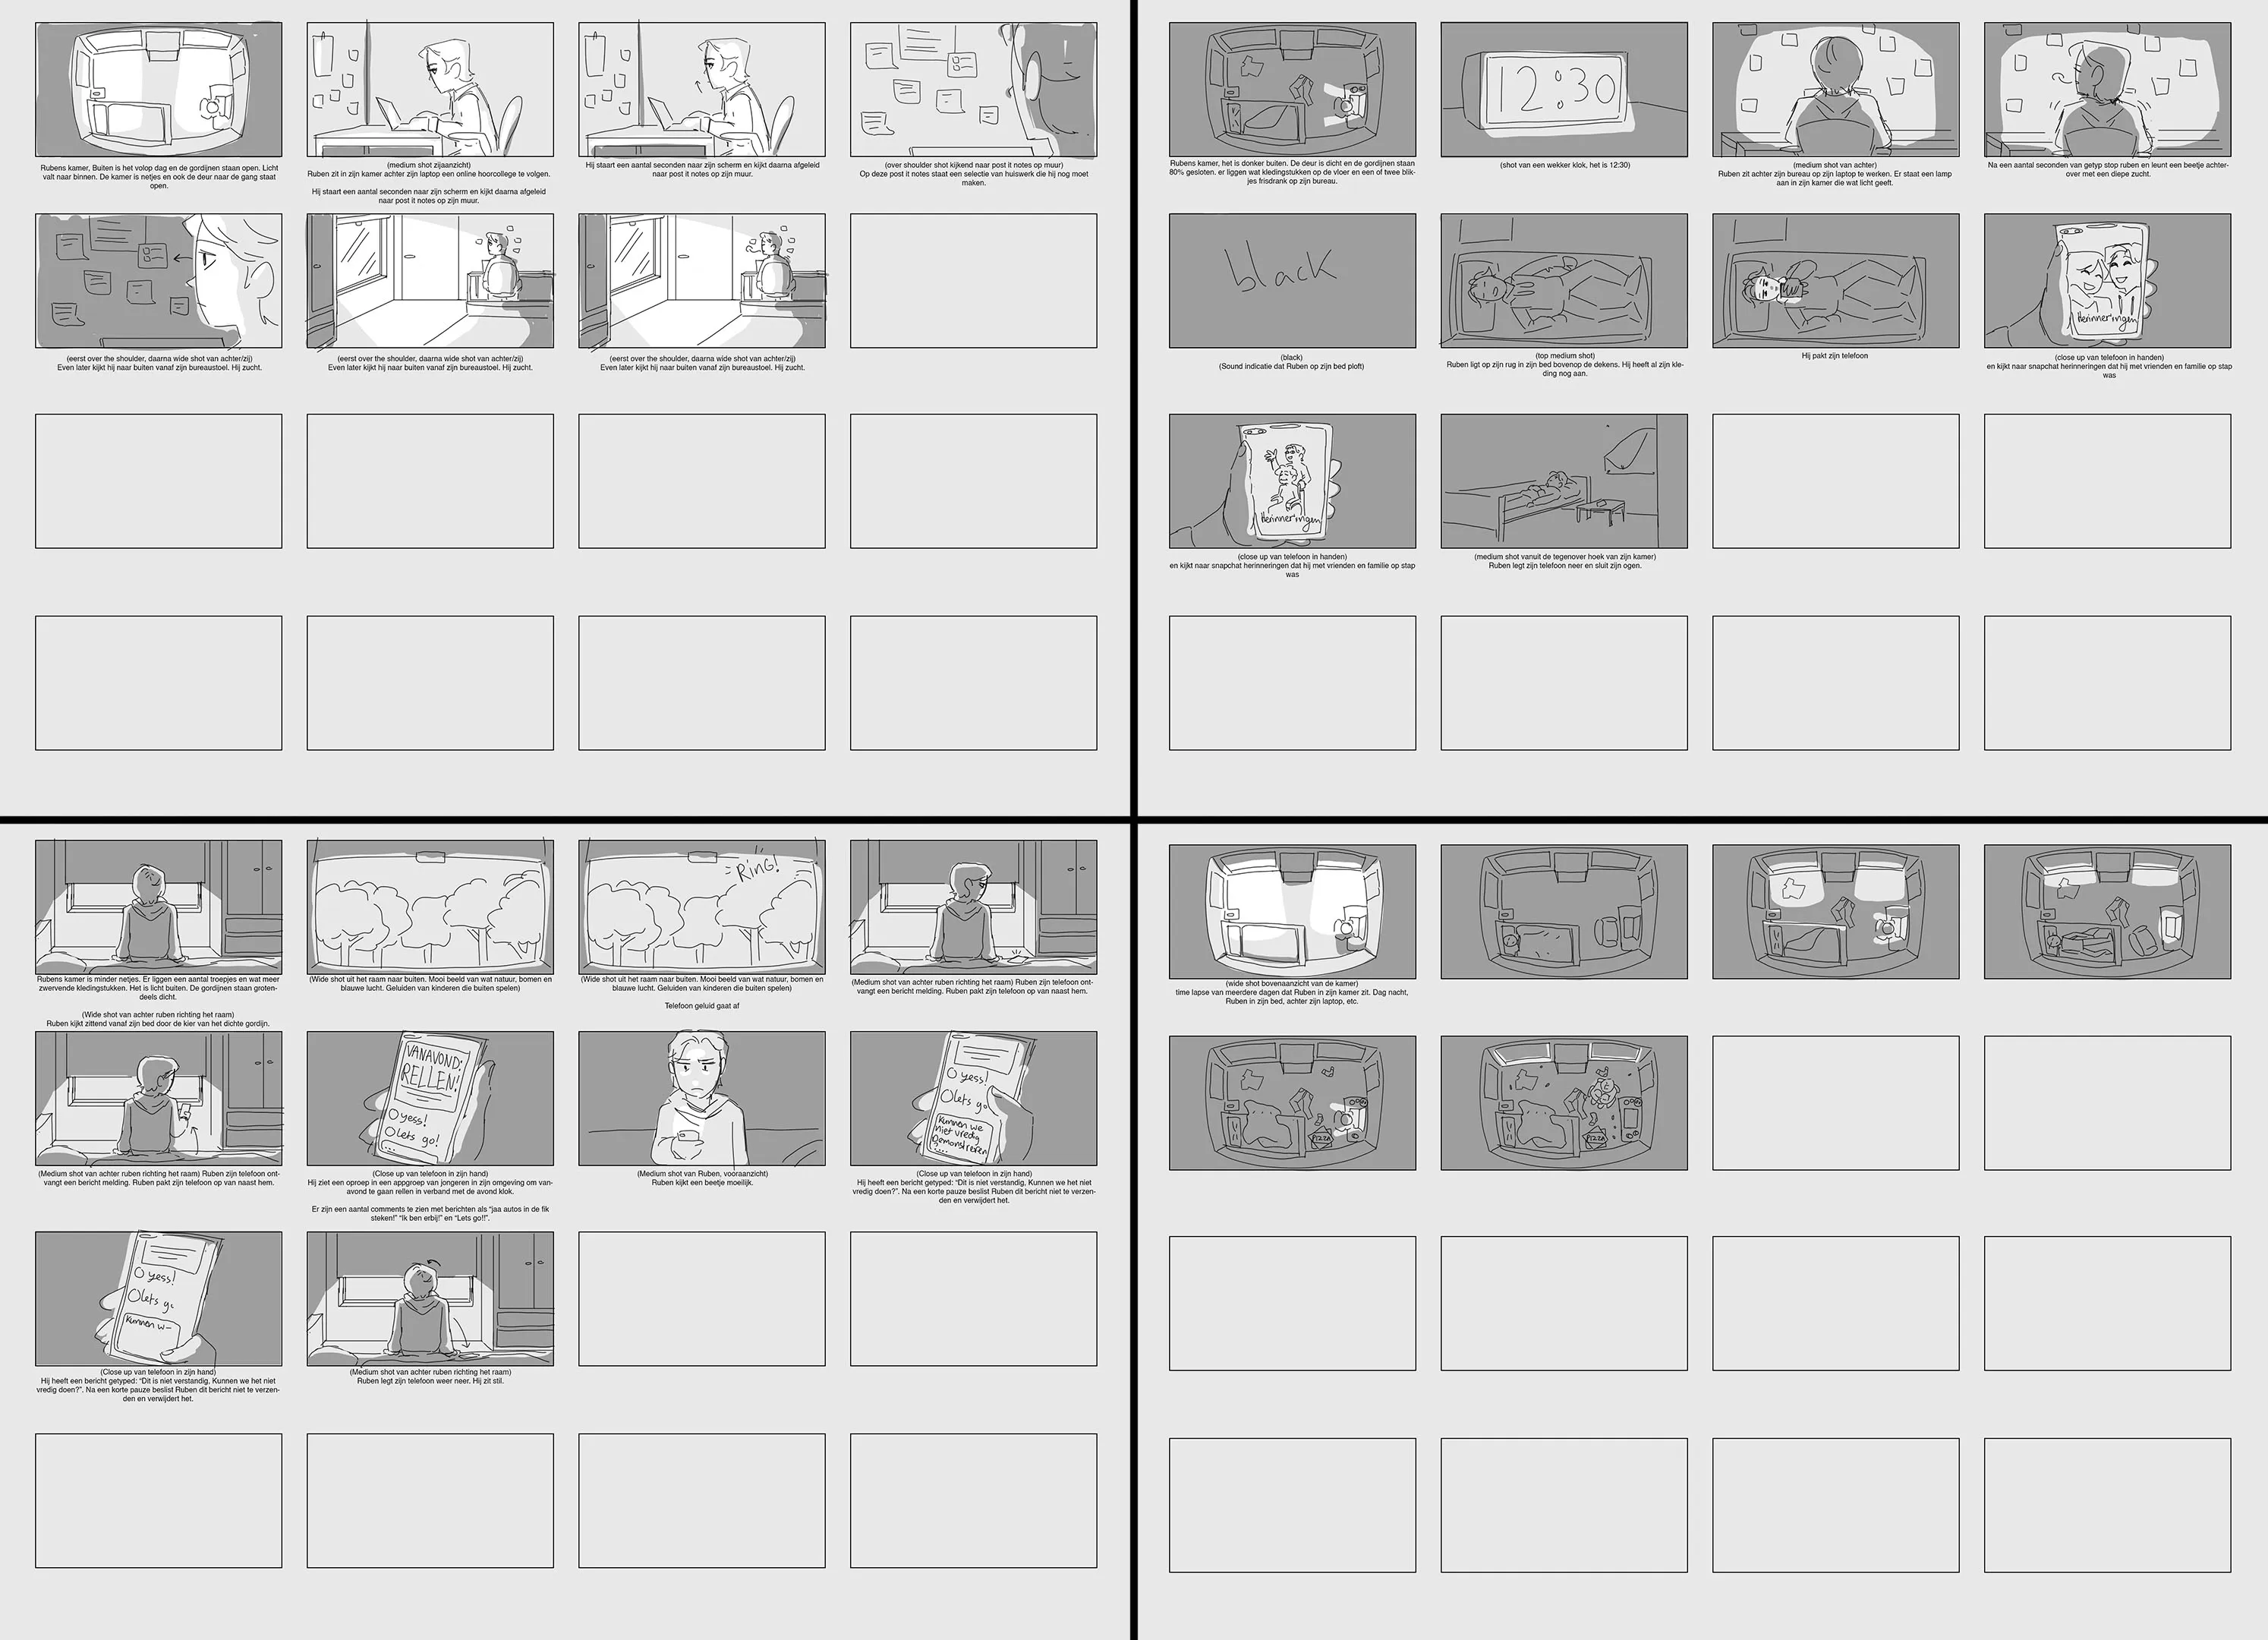 Rubens kamer, Buiten is het volop dag en de gordijnen staan open. Licht
valt naar binnen. De kamer is netjes en ook de deur naar de gang staat
open.
(medium shot zijaanzicht)
Ruben zit in zijn kamer achter zijn laptop een online hoorcollege te volgen.
Hij staart een aantal seconden naar zijn scherm en kijkt daarna afgeleid
naar post it notes op zijn muur.
Hij staart een aantal seconden naar zijn scherm en kijkt daarna afgeleid
naar post it notes op zijn muur.
(over shoulder shot kijkend naar post it notes op muur)
Op deze post it notes staat een selectie van huiswerk die hij nog moet
maken.
(eerst over the shoulder, daarna wide shot van achter/zij)
Even later kijkt hij naar buiten vanaf zijn bureaustoel. Hij zucht.
(eerst over the shoulder, daarna wide shot van achter/zij)
Even later kijkt hij naar buiten vanaf zijn bureaustoel. Hij zucht.
(eerst over the shoulder, daarna wide shot van achter/zij)
Even later kijkt hij naar buiten vanaf zijn bureaustoel. Hij zucht.
Rubens kamer, het is donker buiten. De deur is dicht en de gordijnen staan
80% gesloten. er liggen wat kledingstukken op de vloer en een of twee blik-
jes frisdrank op zijn bureau.
12:30
(shot van een wekker klok, het is 12:30)
(medium shot van achter)
Ruben zit achter zijn bureau op zijn laptop te werken. Er staat een lamp
aan in zijn kamer die wat licht geeft.
Na een aantal seconden van getyp stop ruben en leunt een beetje achter-
over met een diepe zucht.
black
(black)
(Sound indicatie dat Ruben op zijn bed ploft)
(top medium shot)
Ruben ligt op zijn rug in zijn bed bovenop de dekens. Hij heeft al zijn kle-
ding nog aan.
Hij pakt zijn telefoon
Herinneringen
(close up van telefoon in handen)
en kijkt naar snapchat herinneringen dat hij met vrienden en familie op stap
was
Herinneringen
(close up van telefoon in handen)
en kijkt naar snapchat herinneringen dat hij met vrienden en familie op stap
was
(medium shot vanuit de tegenover hoek van zijn kamer)
Ruben legt zijn telefoon neer en sluit zijn ogen.
Rubens kamer is minder netjes. Er liggen een aantal troepjes en wat meer
zwervende kledingstukken. Het is licht buiten. De gordijnen staan groten-
deels dicht.
(Wide shot van achter ruben richting het raam)
Ruben kijkt zittend vanaf zijn bed door de kier van het dichte gordijn.
(Wide shot uit het raam naar buiten. Mooi beeld van wat natuur, bomen en
blauwe lucht. Geluiden van kinderen die buiten spelen)
Ring!
(Wide shot uit het raam naar buiten. Mooi beeld van wat natuur, bomen en
blauwe lucht. Geluiden van kinderen die buiten spelen)
Telefoon geluid gaat af
(Medium shot van achter ruben richting het raam) Ruben zijn telefoon ont-
vangt een bericht melding. Ruben pakt zijn telefoon op van naast hem.
(Medium shot van achter ruben richting het raam) Ruben zijn telefoon ont-
vangt een bericht melding. Ruben pakt zijn telefoon op van naast hem.
VANAVOND:
RELLEN!
O yess!
O lets go!
(Close up van telefoon in zijn hand)
Hij ziet een oproep in een appgroep van jongeren in zijn omgeving om van-
avond te gaan rellen in verband met de avond klok.
Er zijn een aantal comments te zien met berichten als “jaa autos in de fik
steken!” “Ik ben erbij!” en “Lets go!!”.
(Medium shot van Ruben, vooraanzicht)
Ruben kijkt een beetje moeilijk.
O yess!
O lets go
Kunnen we
niet vredig
Demonstreren
....
(Close up van telefoon in zijn hand)
Hij heeft een bericht getyped: “Dit is niet verstandig, Kunnen we het niet
vredig doen?”. Na een korte pauze beslist Ruben dit bericht niet te verzen-
den en verwijdert het.
O yess!
O lets g
Kunnen w-
(Close up van telefoon in zijn hand)
Hij heeft een bericht getyped: “Dit is niet verstandig, Kunnen we het niet
vredig doen?”. Na een korte pauze beslist Ruben dit bericht niet te verzen-
den en verwijdert het.
(Medium shot van achter ruben richting het raam)
Ruben legt zijn telefoon weer neer. Hij zit stil.
(wide shot bovenaanzicht van de kamer)
time lapse van meerdere dagen dat Ruben in zijn kamer zit. Dag nacht,
Ruben in zijn bed, achter zijn laptop, etc.
PIZZA
PIZZA